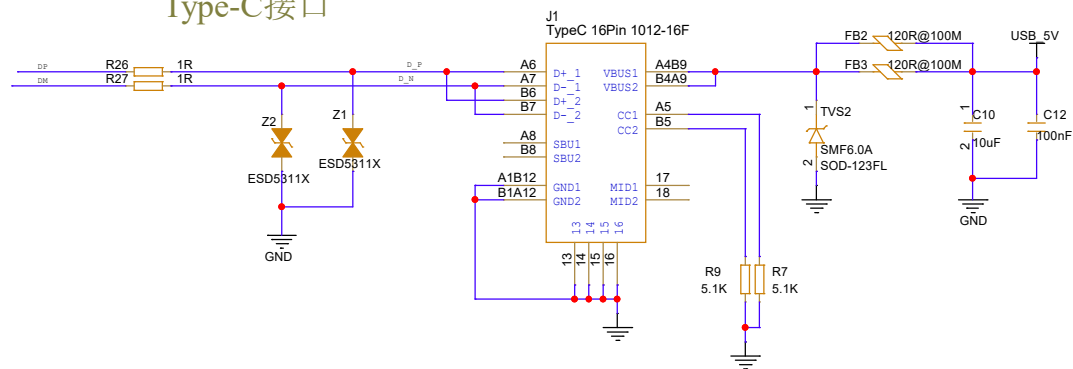 Type-C接口
J1
TypeC 16Pin 1012-16F
FB2 120R@100M
USB_5V
DP R26 1R D_P A6 D+_1 VBUS1 A4B9
FB3 120R@100M
DM R27 1R D_N A7 D-_1 VBUS2 B4A9
B6 D+_2
B7 D-_2 CC1 A5
CC2 B5
1 TVS2
1 C10 C12
Z2 Z1
A8 SBU1
B8 SBU2
2 10uF 100nF
SMF6.0A
2 SOD-123FL
ESD5311X ESD5311X
A1B12 GND1 MID1 17
B1A12 GND2 MID2 18
GND
13 14 15 16
13 14 15 16
GND
R9 R7
5.1K 5.1K